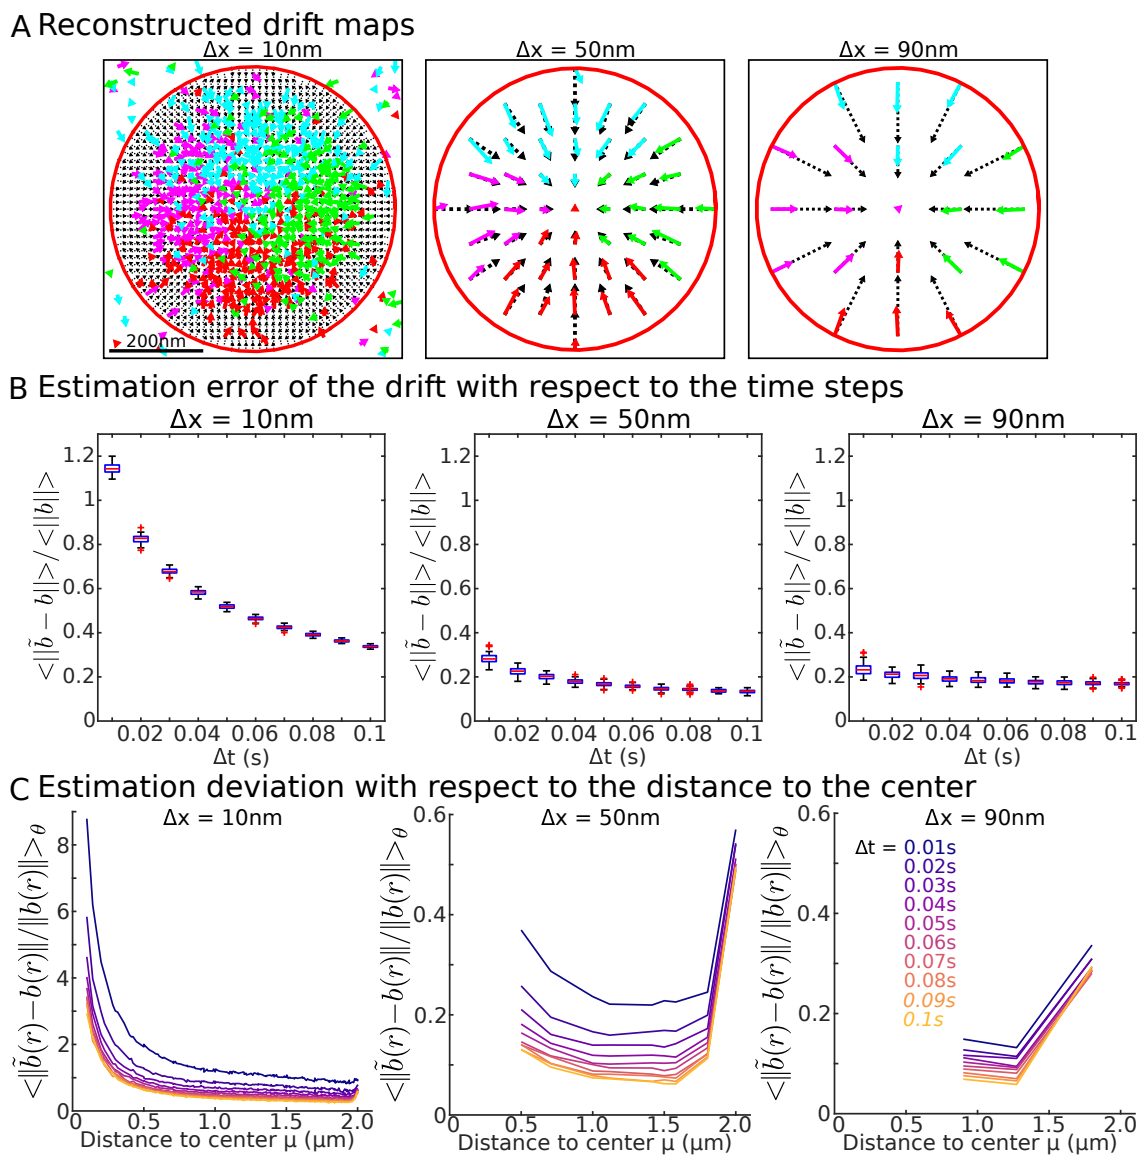 A Reconstructed drift maps
Δx = 10nm
Δx = 50nm
Δx = 90nm
200nm
B Estimation error of the drift with respect to the time steps
Δx = 10nm
Δx = 50nm
Δx = 90nm
<||b̃ − b||>/<||b||>
1.2
1
0.8
0.6
0.4
0.2
0
0.02 0.04 0.06 0.08 0.1
Δt (s)
<||b̃ − b||>/<||b||>
1.2
1
0.8
0.6
0.4
0.2
0
0.02 0.04 0.06 0.08 0.1
Δt (s)
<||b̃ − b||>/<||b||>
1.2
1
0.8
0.6
0.4
0.2
0
0.02 0.04 0.06 0.08 0.1
Δt (s)
C Estimation deviation with respect to the distance to the center
Δx = 10nm
Δx = 50nm
Δx = 90nm
<||b̃(r)−b(r)||/||b(r)||>θ
8
6
4
2
0
0 0.5 1.0 1.5 2.0
Distance to center μ (μm)
<||b̃(r)−b(r)||/||b(r)||>θ
0.6
0.4
0.2
0
0 0.5 1.0 1.5 2.0
Distance to center μ (μm)
<||b̃(r)−b(r)||/||b(r)||>θ
0.6
0.4
0.2
0
0 0.5 1.0 1.5 2.0
Distance to center μ (μm)
Δt = 0.01s
0.02s
0.03s
0.04s
0.05s
0.06s
0.07s
0.08s
0.09s
0.1s